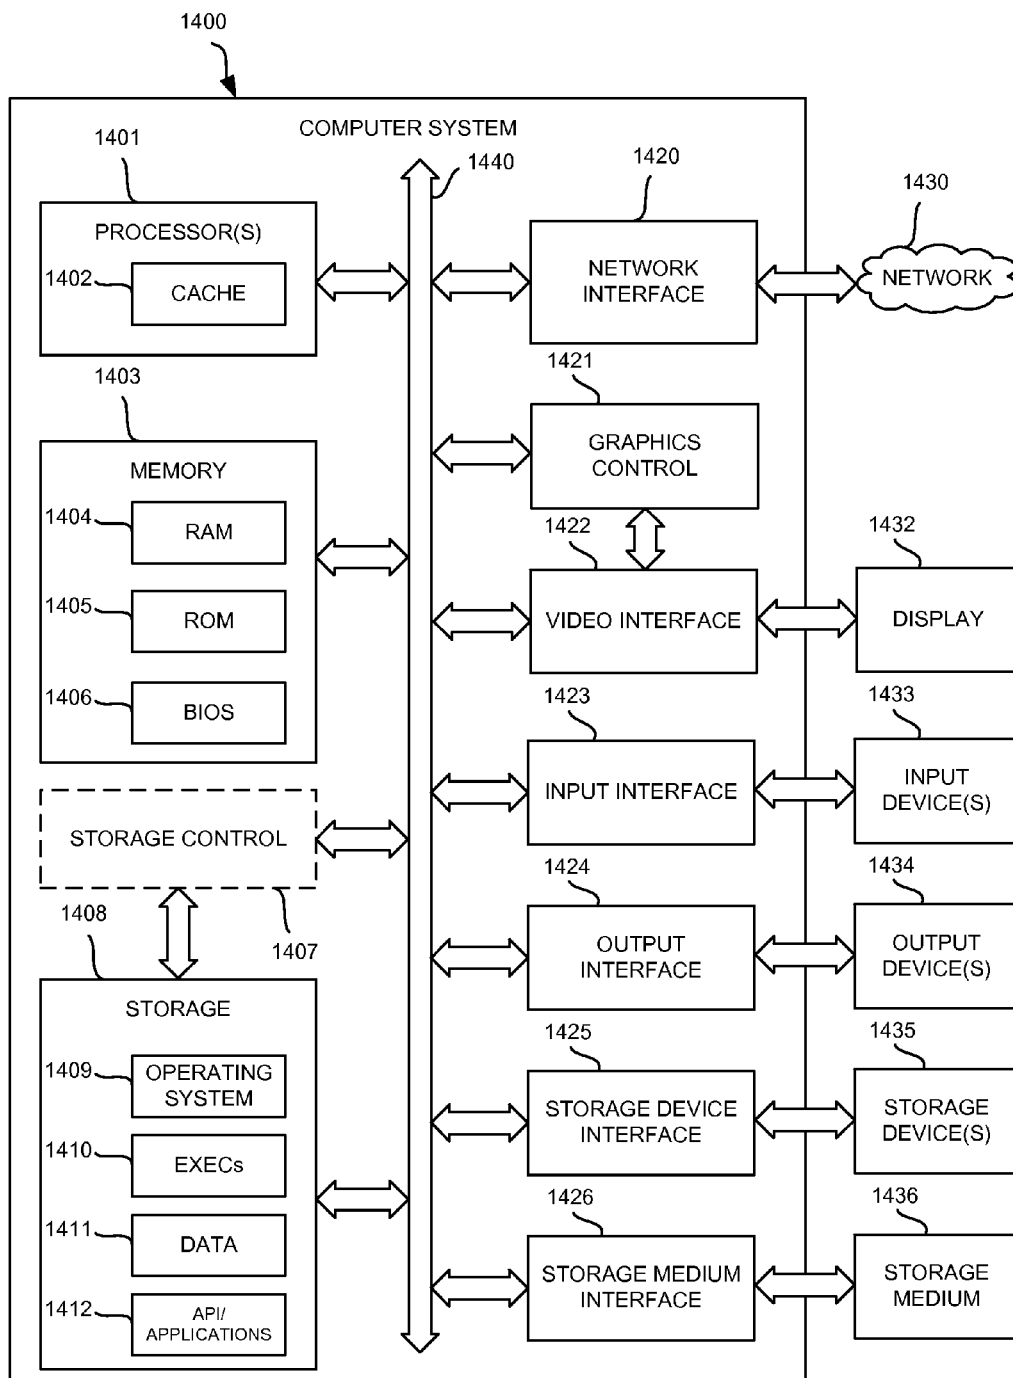 1400
COMPUTER SYSTEM
1401
1440
1420
1430
PROCESSOR(S)
1402
CACHE
NETWORK
INTERFACE
NETWORK
1403
1421
MEMORY
GRAPHICS
CONTROL
1404
RAM
1422
1432
1405
ROM
VIDEO INTERFACE
DISPLAY
1406
BIOS
1423
1433
INPUT INTERFACE
INPUT
DEVICE(S)
STORAGE CONTROL
1407
1424
1434
1408
OUTPUT
INTERFACE
OUTPUT
DEVICE(S)
STORAGE
1425
1435
1409
OPERATING
SYSTEM
STORAGE DEVICE
INTERFACE
STORAGE
DEVICE(S)
1410
EXECs
1426
1436
1411
DATA
STORAGE MEDIUM
INTERFACE
STORAGE
MEDIUM
1412
API/
APPLICATIONS